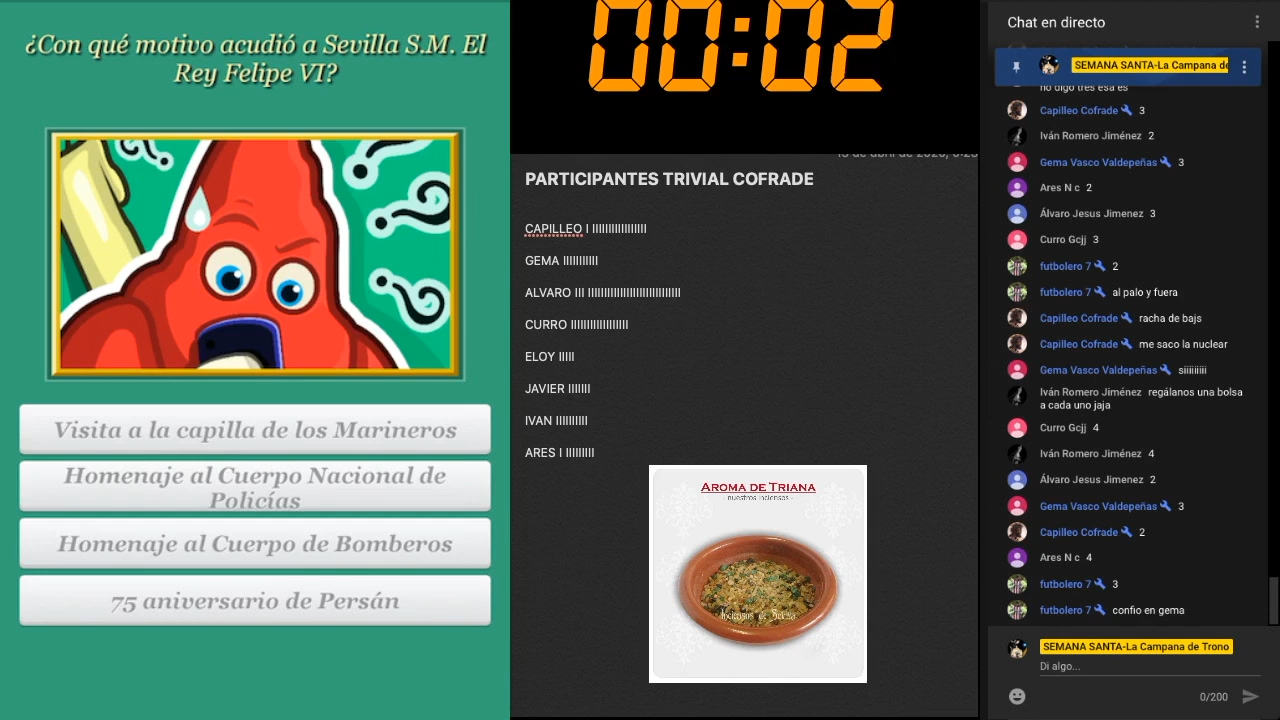 ¿Con qué motivo acudió a Sevilla S.M. El
Rey Felipe VI?
Visita a la capilla de los Marineros
Homenaje al Cuerpo Nacional de
Policías
Homenaje al Cuerpo de Bomberos
75 aniversario de Persán
00:02
PARTICIPANTES TRIVIAL COFRADE
CAPILLEO I IIIIIIIIIIIIIIIII
GEMA IIIIIIIIIII
ALVARO III IIIIIIIIIIIIIIIIIIIIIIIIIIII
CURRO IIIIIIIIIIIIIIIIII
ELOY IIIII
JAVIER IIIIIII
IVAN IIIIIIIIII
ARES I IIIIIIIII
AROMA DE TRIANA
nuestros inciensos
Inciensos de Sevilla
Chat en directo
SEMANA SANTA-La Campana de
no digo tres esa es
Capilleo Cofrade 3
Iván Romero Jiménez 2
Gema Vasco Valdepeñas 3
Ares N c 2
Álvaro Jesus Jimenez 3
Curro Gcjj 3
futbolero 7 2
futbolero 7 al palo y fuera
Capilleo Cofrade racha de bajs
Capilleo Cofrade me saco la nuclear
Gema Vasco Valdepeñas siiiiiiiii
Iván Romero Jiménez regálanos una bolsa
a cada uno jaja
Curro Gcjj 4
Iván Romero Jiménez 4
Álvaro Jesus Jimenez 2
Gema Vasco Valdepeñas 3
Capilleo Cofrade 2
Ares N c 4
futbolero 7 3
futbolero 7 confio en gema
SEMANA SANTA-La Campana de Trono
Di algo...
0/200